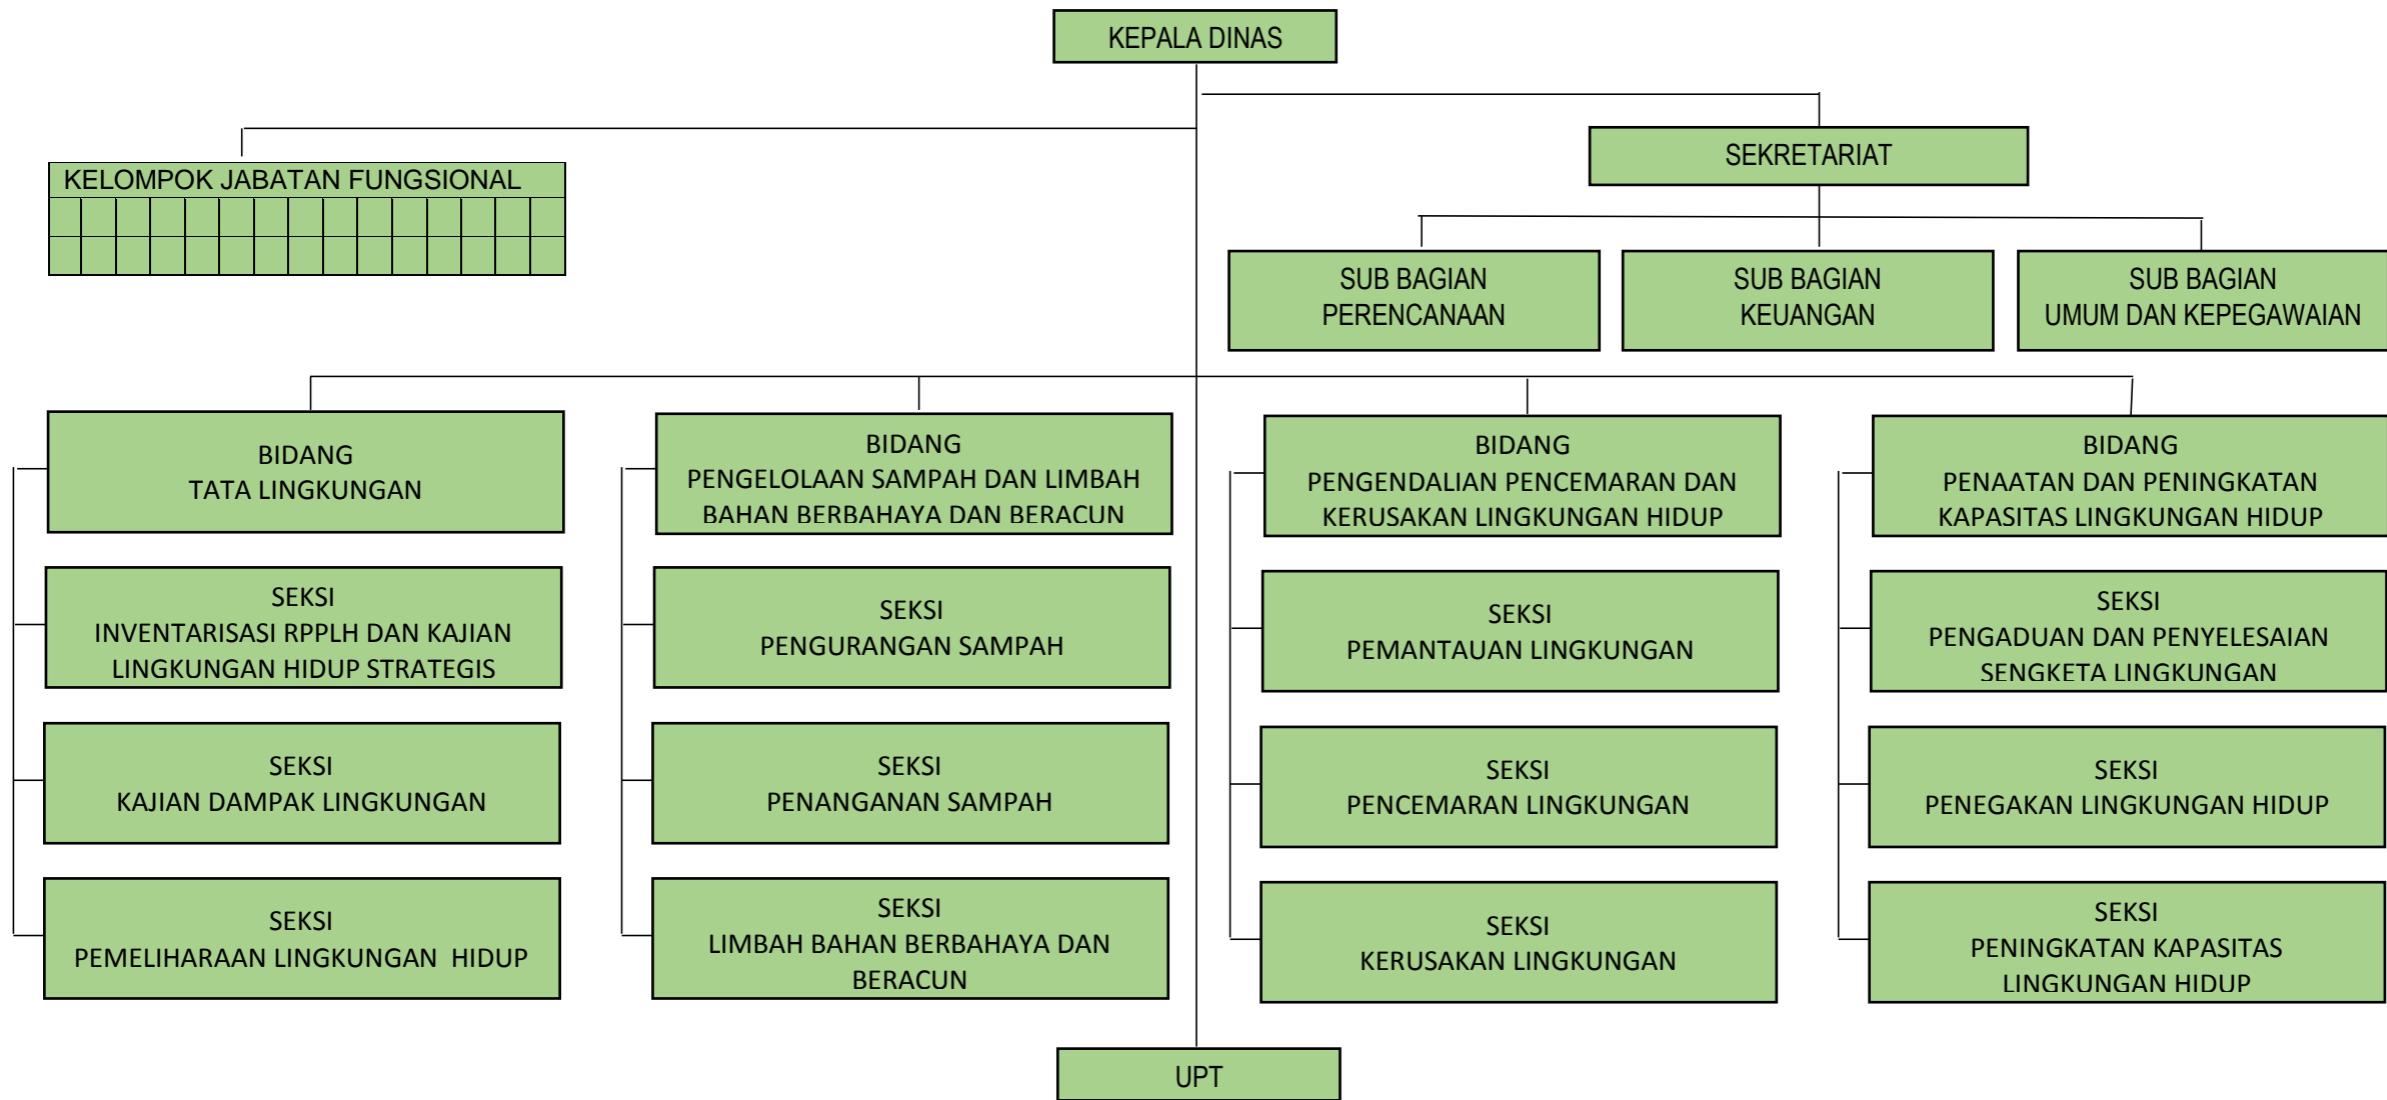 KEPALA DINAS
SEKRETARIAT
KELOMPOK JABATAN FUNGSIONAL
SUB BAGIAN
PERENCANAAN
SUB BAGIAN
KEUANGAN
SUB BAGIAN
UMUM DAN KEPEGAWAIAN
BIDANG
TATA LINGKUNGAN
BIDANG
PENGELOLAAN SAMPAH DAN LIMBAH
BAHAN BERBAHAYA DAN BERACUN
BIDANG
PENGENDALIAN PENCEMARAN DAN
KERUSAKAN LINGKUNGAN HIDUP
BIDANG
PENAATAN DAN PENINGKATAN
KAPASITAS LINGKUNGAN HIDUP
SEKSI
INVENTARISASI RPPLH DAN KAJIAN
LINGKUNGAN HIDUP STRATEGIS
SEKSI
PENGURANGAN SAMPAH
SEKSI
PEMANTAUAN LINGKUNGAN
SEKSI
PENGADUAN DAN PENYELESAIAN
SENGKETA LINGKUNGAN
SEKSI
KAJIAN DAMPAK LINGKUNGAN
SEKSI
PENANGANAN SAMPAH
SEKSI
PENCEMARAN LINGKUNGAN
SEKSI
PENEGAKAN LINGKUNGAN HIDUP
SEKSI
PEMELIHARAAN LINGKUNGAN HIDUP
SEKSI
LIMBAH BAHAN BERBAHAYA DAN
BERACUN
SEKSI
KERUSAKAN LINGKUNGAN
SEKSI
PENINGKATAN KAPASITAS
LINGKUNGAN HIDUP
UPT